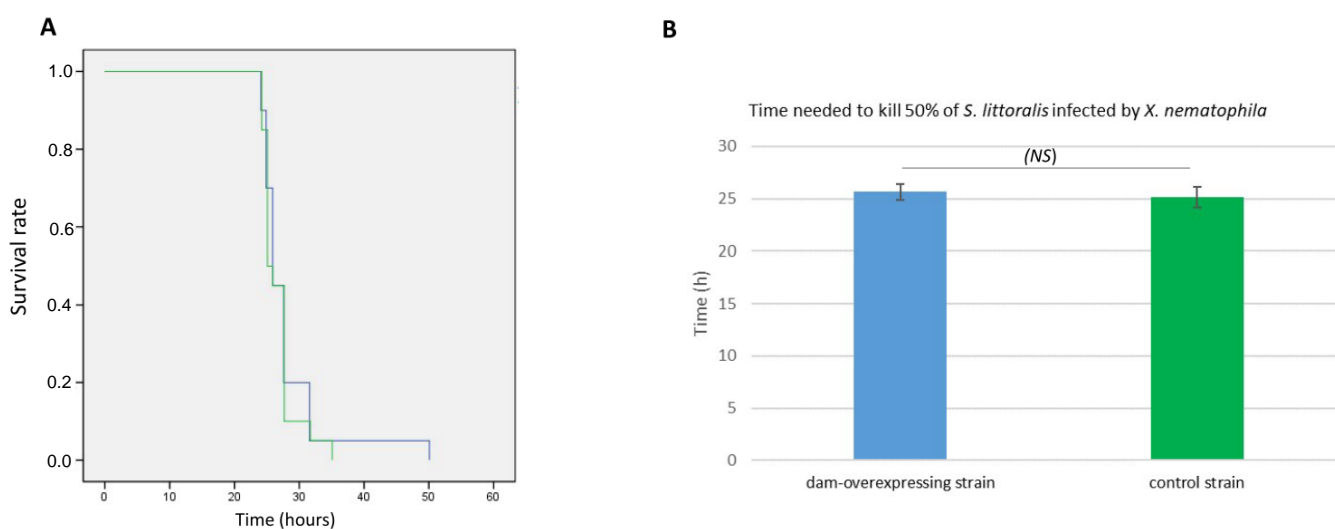 A
1.0
0.8
0.6
0.4
0.2
0.0
Survival rate
0 10 20 30 40 50 60
Time (hours)
B
Time needed to kill 50% of S. littoralis infected by X. nematophila
(NS)
30
25
20
15
10
5
0
Time (h)
dam-overexpressing strain
control strain